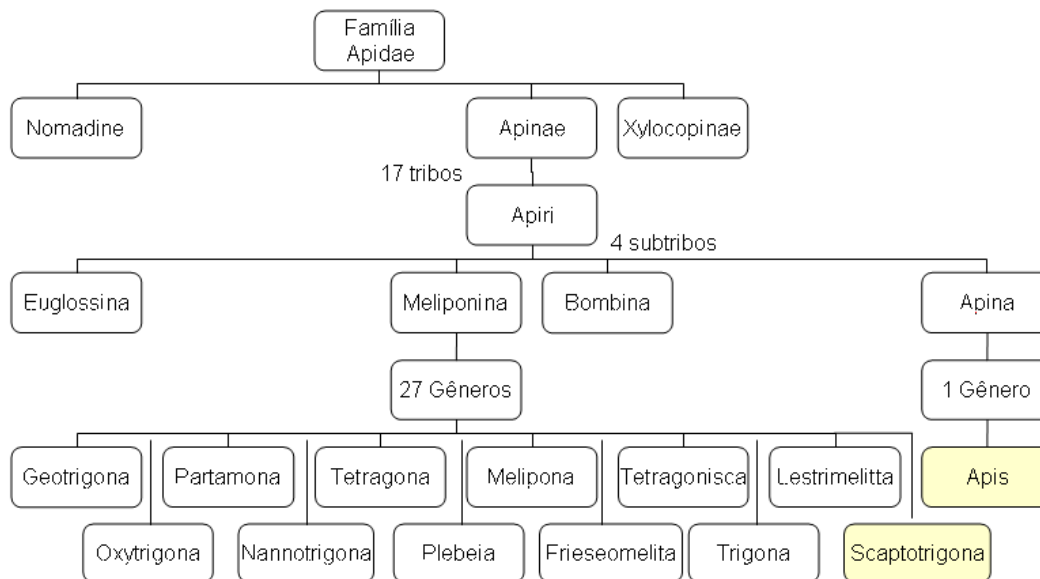 Família
Apidae
Nomadine
Apinae
Xylocopinae
17 tribos
Apiri
4 subtribos
Euglossina
Meliponina
Bombina
Apina
27 Gêneros
1 Gênero
Geotrigona
Partamona
Tetragona
Melipona
Tetragonisca
Lestrimelitta
Apis
Oxytrigona
Nannotrigona
Plebeia
Frieseomelita
Trigona
Scaptotrigona